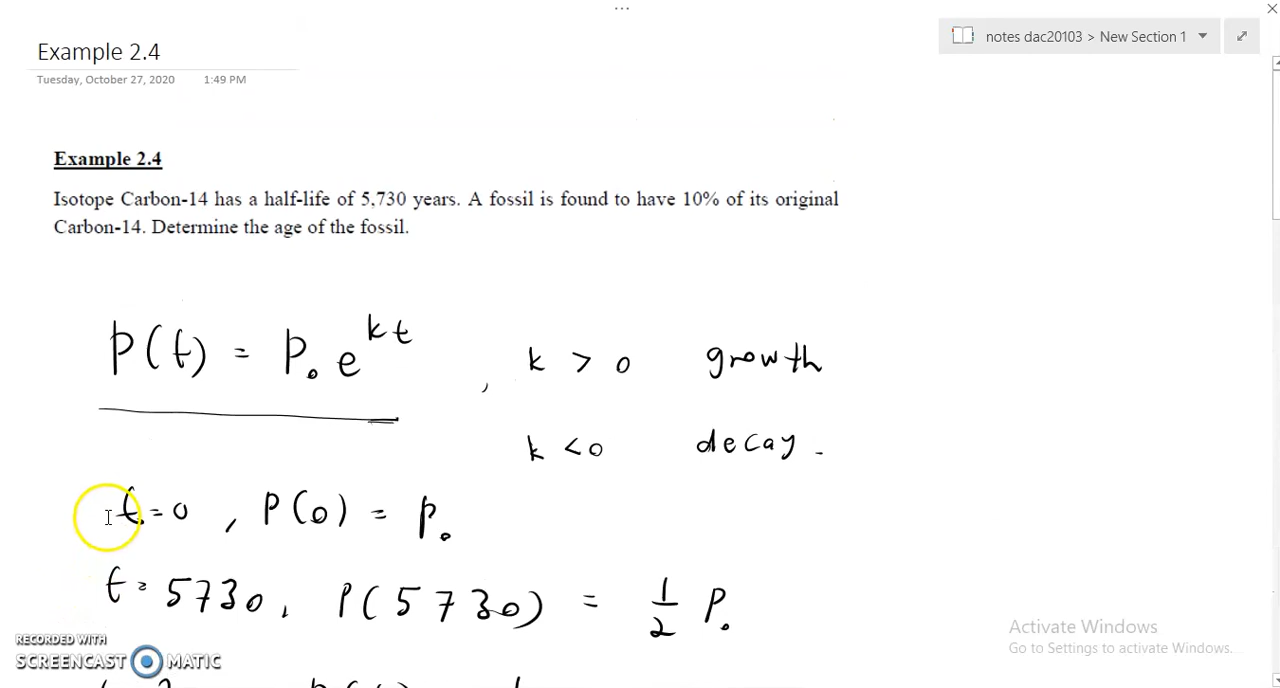 ...
notes dac20103 > New Section 1
Example 2.4
Tuesday, October 27, 2020 1:49 PM
Example 2.4
Isotope Carbon-14 has a half-life of 5,730 years. A fossil is found to have 10% of its original
Carbon-14. Determine the age of the fossil.
P(t) = P₀ e^kt , k > 0 growth
k < 0 decay.
t = 0 , P(0) = P₀
t = 5730, P(5730) = 1/2 P₀
Activate Windows
Go to Settings to activate Windows.
RECORDED WITH
SCREENCAST MATIC